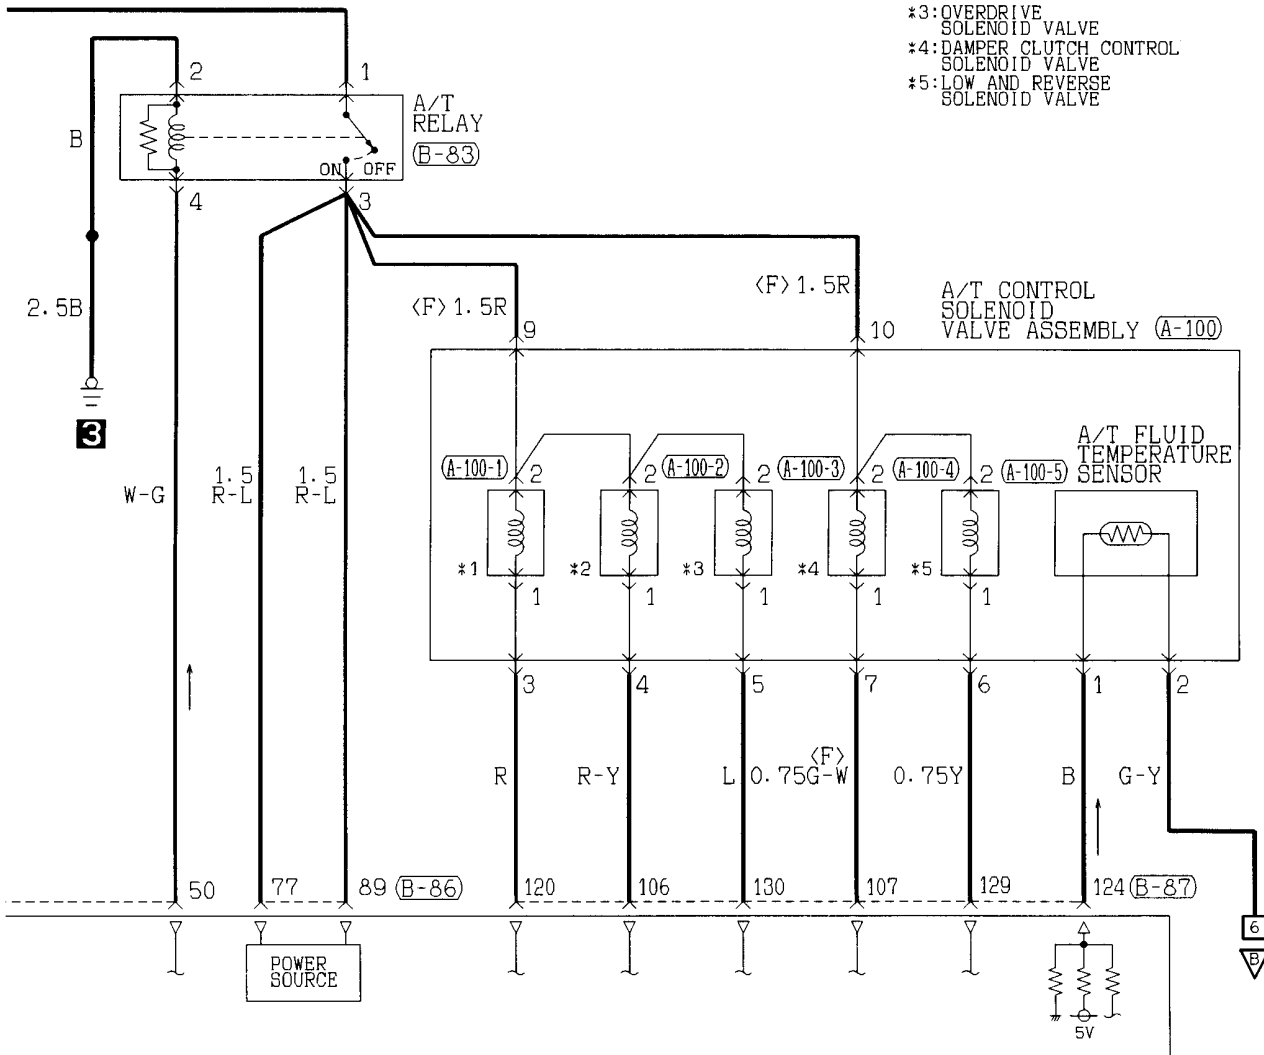 *3:OVERDRIVE
SOLENOID VALVE
*4:DAMPER CLUTCH CONTROL
SOLENOID VALVE
*5:LOW AND REVERSE
SOLENOID VALVE
2 1
A/T
RELAY
B-83
B
ON OFF
4 3
2.5B
<F>1.5R
<F>1.5R
9 10
A/T CONTROL
SOLENOID
VALVE ASSEMBLY A-100
3
A/T FLUID
TEMPERATURE
SENSOR
A-100-1 2 2 A-100-2 2 A-100-3 2 A-100-4 2 A-100-5
W-G
1.5
R-L
1.5
R-L
*1 *2 *3 *4 *5
1 1 1 1 1
3 4 5 7 6 1 2
R R-Y L
<F>
0.75G-W
0.75Y B G-Y
50 77 89 B-86 120 106 130 107 129 124 B-87
6
B
POWER
SOURCE
5V